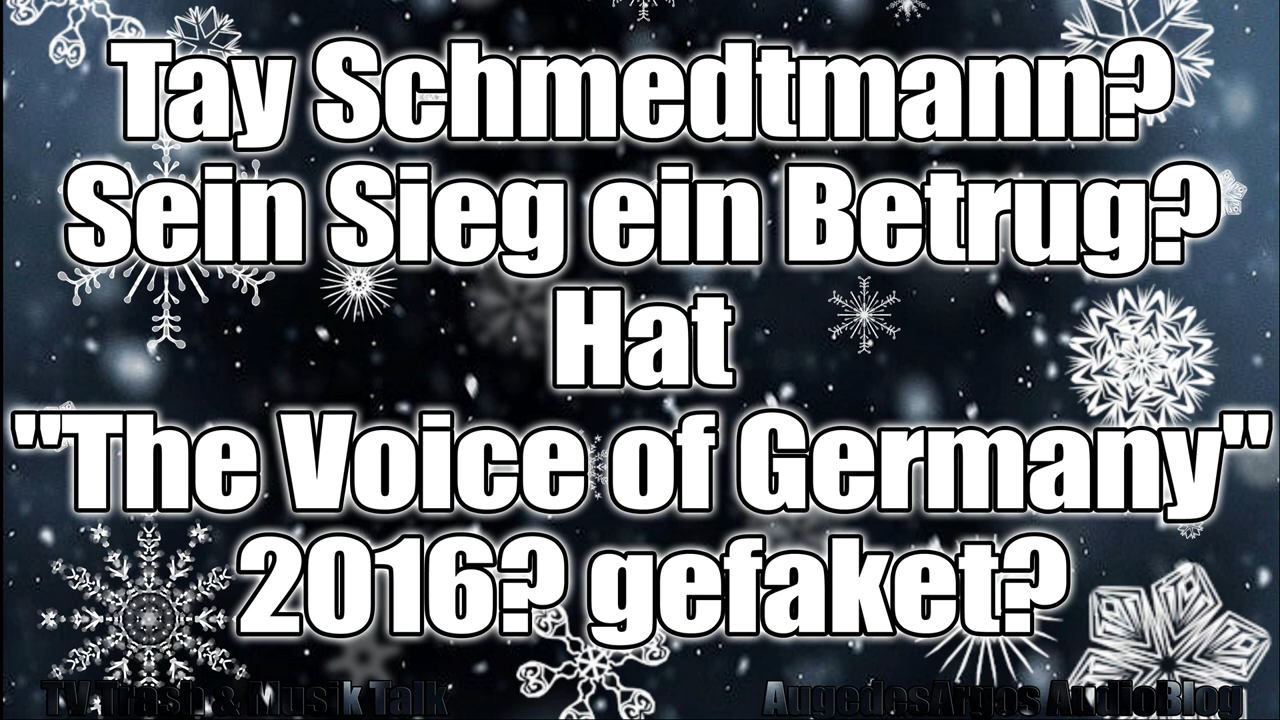 Tay Schmedtmann?
Sein Sieg ein Betrug?
Hat
"The Voice of Germany"
2016? gefaket?
TV Trash & Musik Talk
AugedesArgos AudioBlog